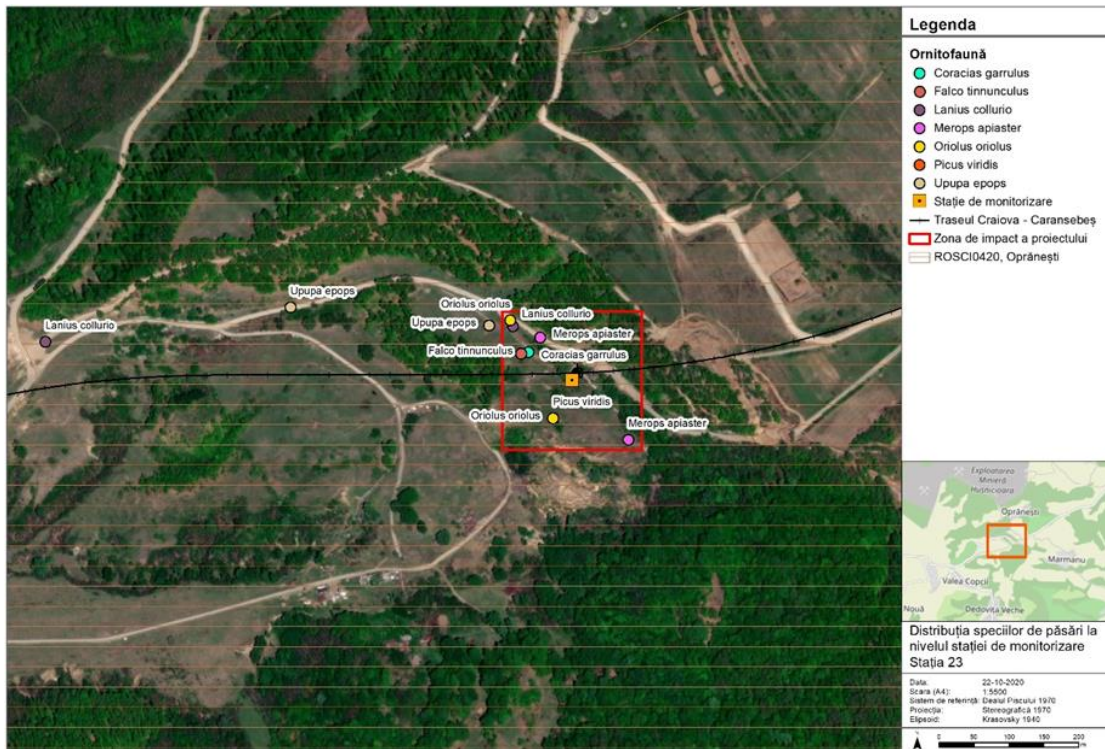 Legenda
Ornitofaună
Coracias garrulus
Falco tinnunculus
Lanius collurio
Merops apiaster
Oriolus oriolus
Picus viridis
Upupa epops
Stație de monitorizare
Traseul Craiova - Caransebeș
Zona de impact a proiectului
ROSCI0420, Oprănești
Upupa epops
Oriolus oriolus
Lanius collurio
Lanius collurio
Upupa epops
Merops apiaster
Falco tinnunculus
Coracias garrulus
Picus viridis
Oriolus oriolus
Merops apiaster
Exploatarea
Minieră
Oprănești
Marmanu
Valea Copcii
Nouă
Dedovița Veche
Distribuția speciilor de păsări la
nivelul stației de monitorizare
Stația 23
Data: 22-10-2020
Scara (A4): 1:5500
Sistem de referință: Dealul Piscului 1970
Proiecția: Stereografică 1970
Elipsoid: Krasovsky 1940
0 50 100 150 200